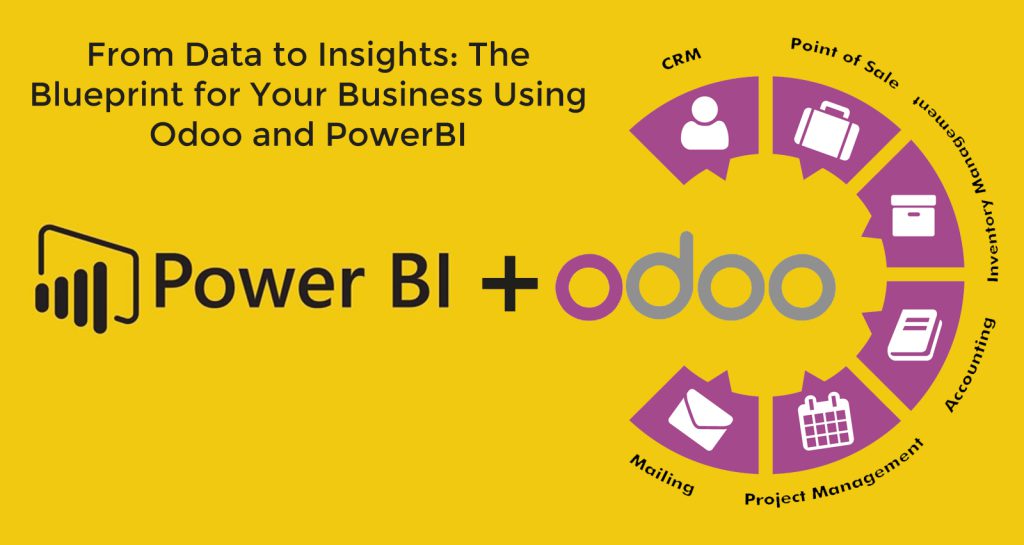 From Data to Insights: The
Blueprint for Your Business Using
Odoo and PowerBI
Power BI + odoo
CRM
Point of Sale
Inventory Management
Accounting
Project Management
Mailing